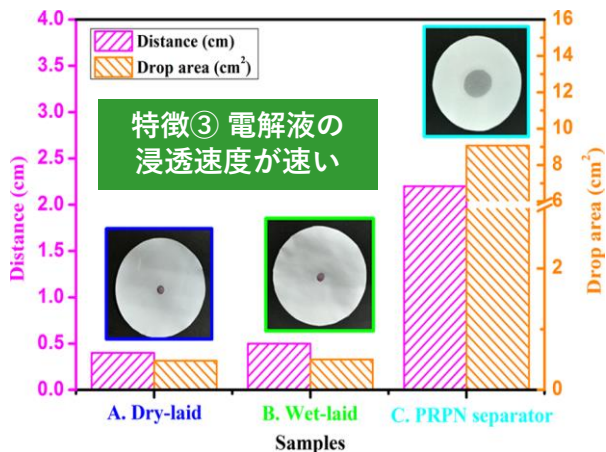 Distance (cm)
Drop area (cm²)
特徴③ 電解液の
浸透速度が速い
Distance (cm)
4.0
3.5
3.0
2.5
2.0
1.5
1.0
0.5
0.0
16
14
12
10
8
6
2
0
Drop area (cm²)
A. Dry-laid
B. Wet-laid
C. PRPN separator
Samples